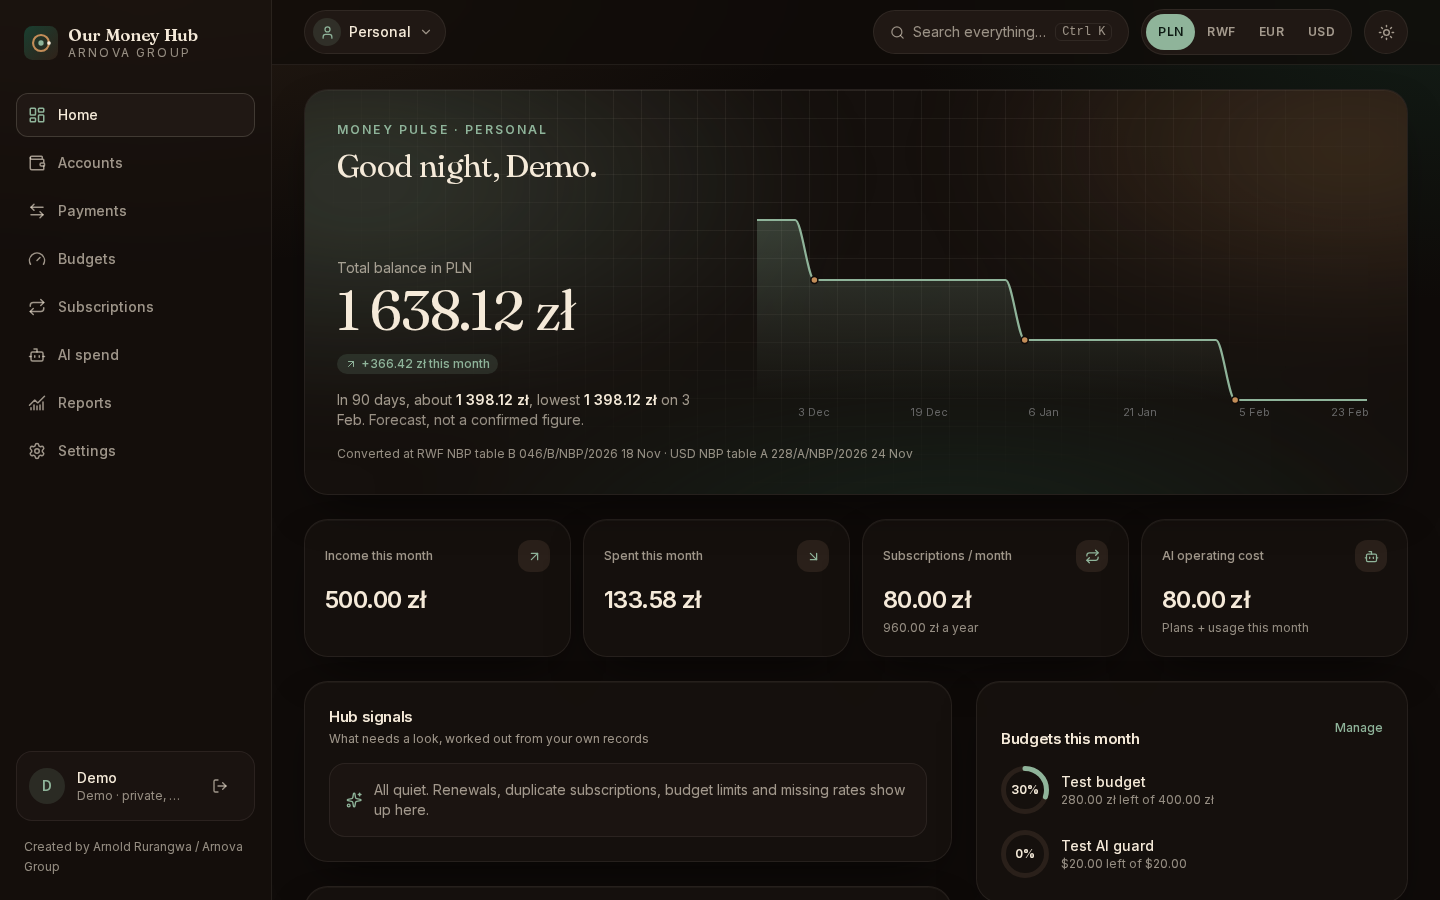 Our Money Hub
ARNOVA GROUP
Home
Accounts
Payments
Budgets
Subscriptions
AI spend
Reports
Settings
D
Demo
Demo · private, ...
Created by Arnold Rurangwa / Arnova
Group
Personal
Search everything...
Ctrl K
PLN
RWF
EUR
USD
MONEY PULSE · PERSONAL
Good night, Demo.
Total balance in PLN
1 638.12 zł
+366.42 zł this month
In 90 days, about 1 398.12 zł, lowest 1 398.12 zł on 3
Feb. Forecast, not a confirmed figure.
3 Dec
19 Dec
6 Jan
21 Jan
5 Feb
23 Feb
Converted at RWF NBP table B 046/B/NBP/2026 18 Nov · USD NBP table A 228/A/NBP/2026 24 Nov
Income this month
500.00 zł
Spent this month
133.58 zł
Subscriptions / month
80.00 zł
960.00 zł a year
AI operating cost
80.00 zł
Plans + usage this month
Hub signals
What needs a look, worked out from your own records
All quiet. Renewals, duplicate subscriptions, budget limits and missing rates show
up here.
Manage
Budgets this month
30%
Test budget
280.00 zł left of 400.00 zł
0%
Test AI guard
$20.00 left of $20.00